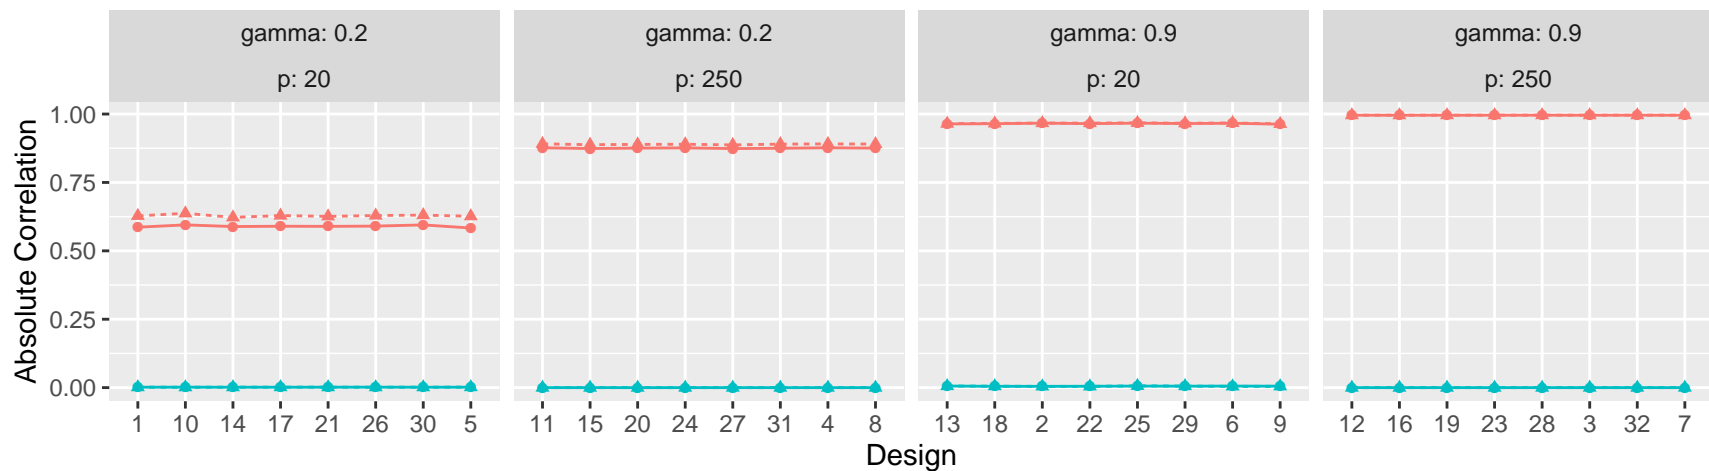 gamma: 0.2
p: 20
gamma: 0.2
p: 250
gamma: 0.9
p: 20
gamma: 0.9
p: 250
Absolute Correlation
1.00
0.75
0.50
0.25
0.00
1 10 14 17 21 26 30 5
11 15 20 24 27 31 4 8
13 18 2 22 25 29 6 9
12 16 19 23 28 3 32 7
Design